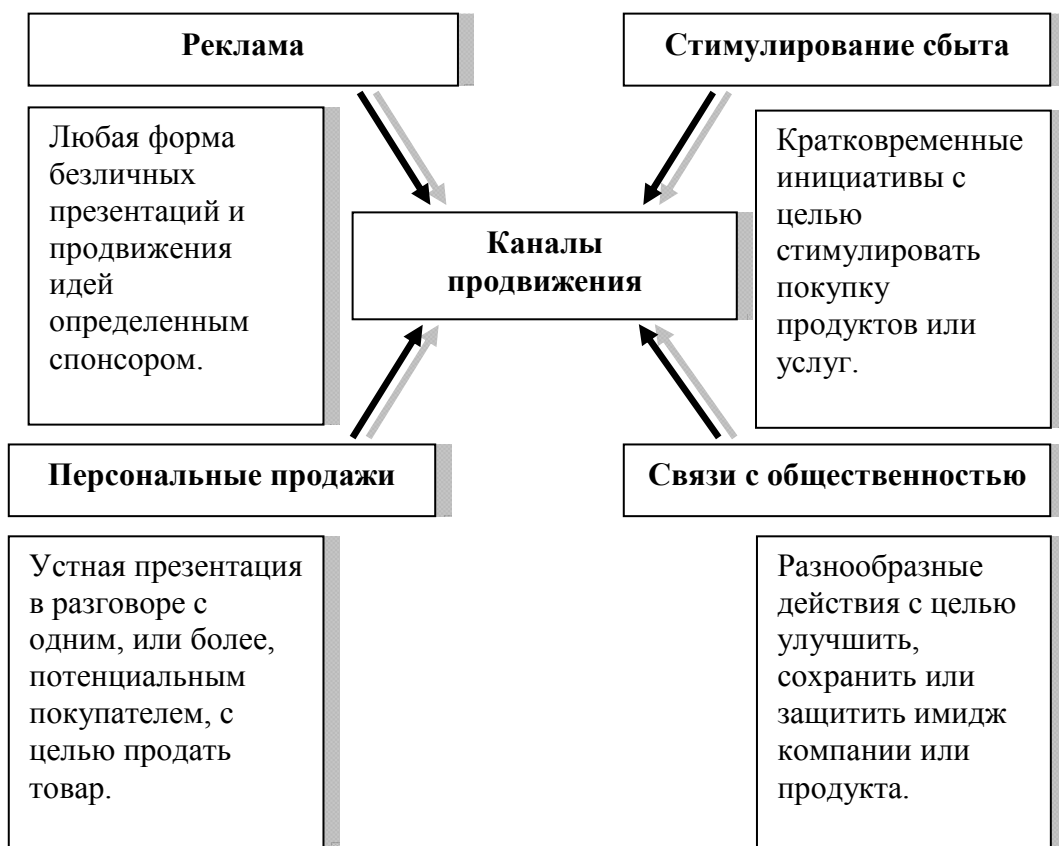 Реклама
Стимулирование сбыта
Любая форма
безличных
презентаций и
продвижения
идей
определенным
спонсором.
Кратковременные
инициативы с
целью
стимулировать
покупку
продуктов или
услуг.
Каналы
продвижения
Персональные продажи
Связи с общественностью
Устная презентация
в разговоре с
одним, или более,
потенциальным
покупателем, с
целью продать
товар.
Разнообразные
действия с целью
улучшить,
сохранить или
защитить имидж
компании или
продукта.